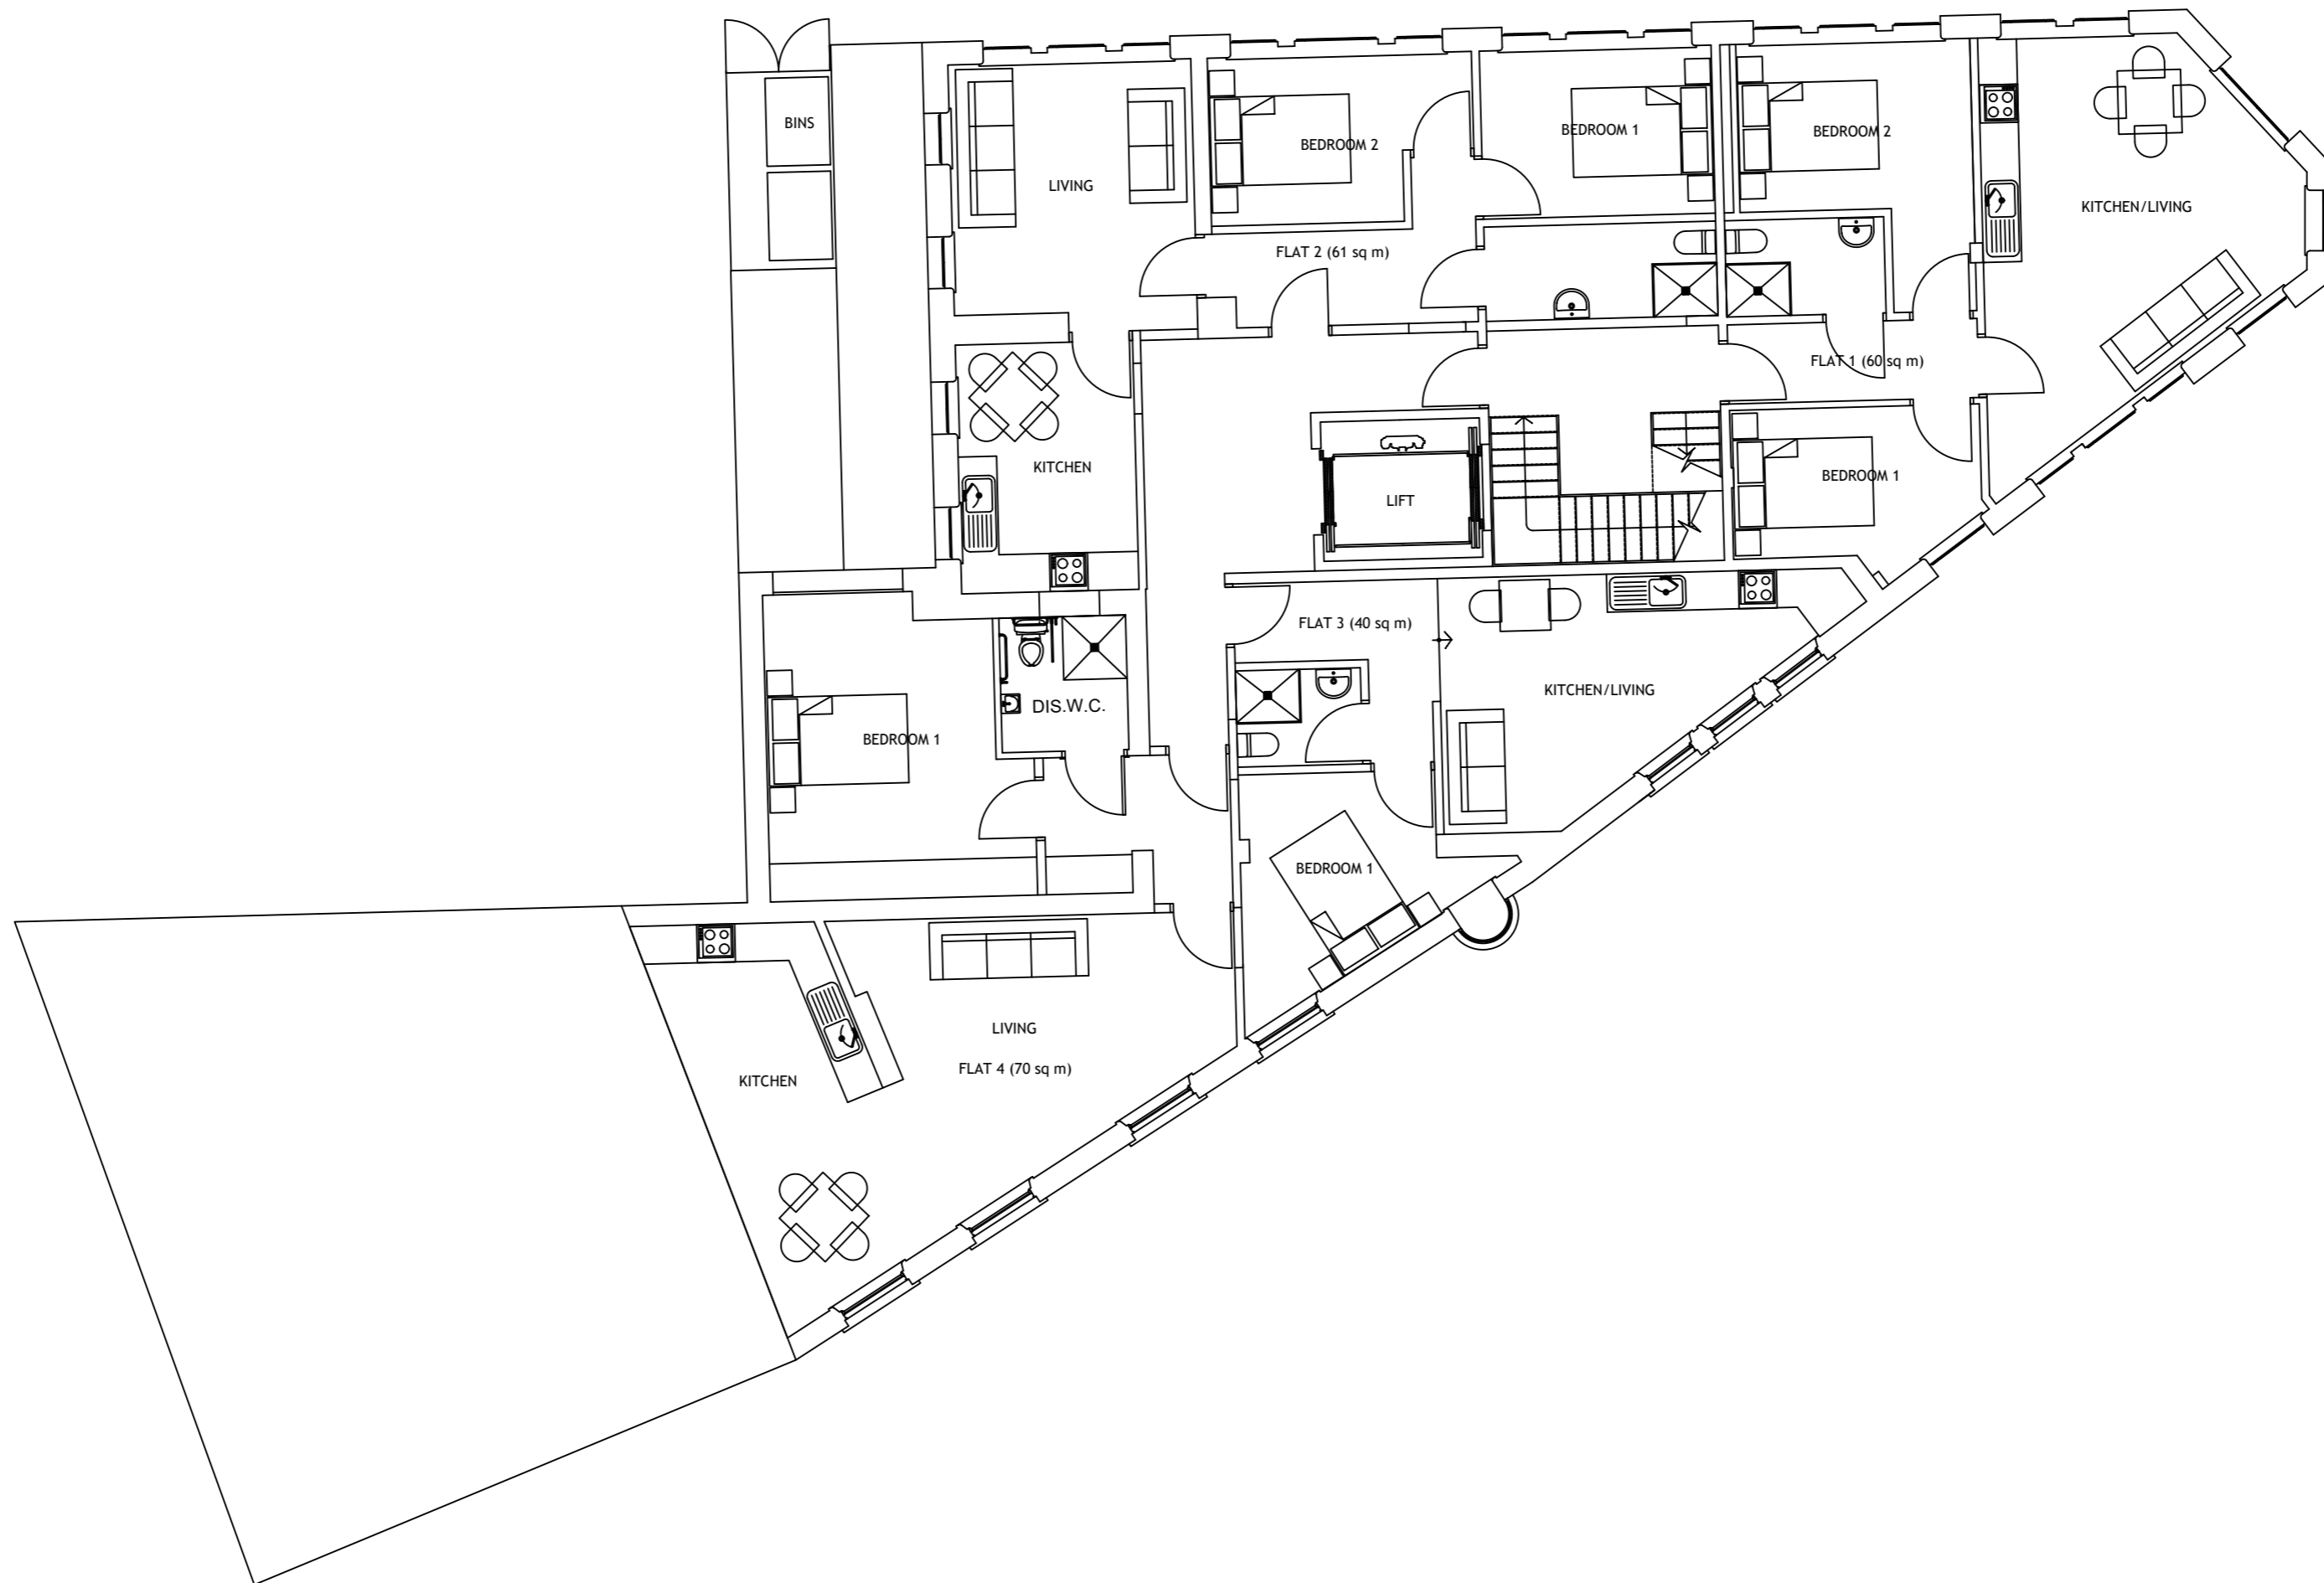 BINS
LIVING
BEDROOM 2
BEDROOM 1
BEDROOM 2
KITCHEN/LIVING
FLAT 2 (61 sq m)
FLAT 1 (60 sq m)
KITCHEN
LIFT
BEDROOM 1
FLAT 3 (40 sq m)
KITCHEN/LIVING
DIS.W.C.
BEDROOM 1
BEDROOM 1
LIVING
FLAT 4 (70 sq m)
KITCHEN